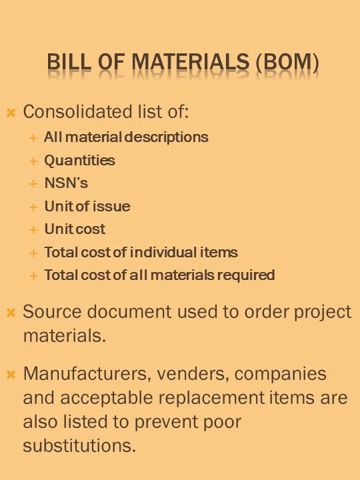 BILL OF MATERIALS (BOM)
Consolidated list of:
All material descriptions
Quantities
NSN's
Unit of issue
Unit cost
Total cost of individual items
Total cost of all materials required
Source document used to order project
materials.
Manufacturers, venders, companies
and acceptable replacement items are
also listed to prevent poor
substitutions.